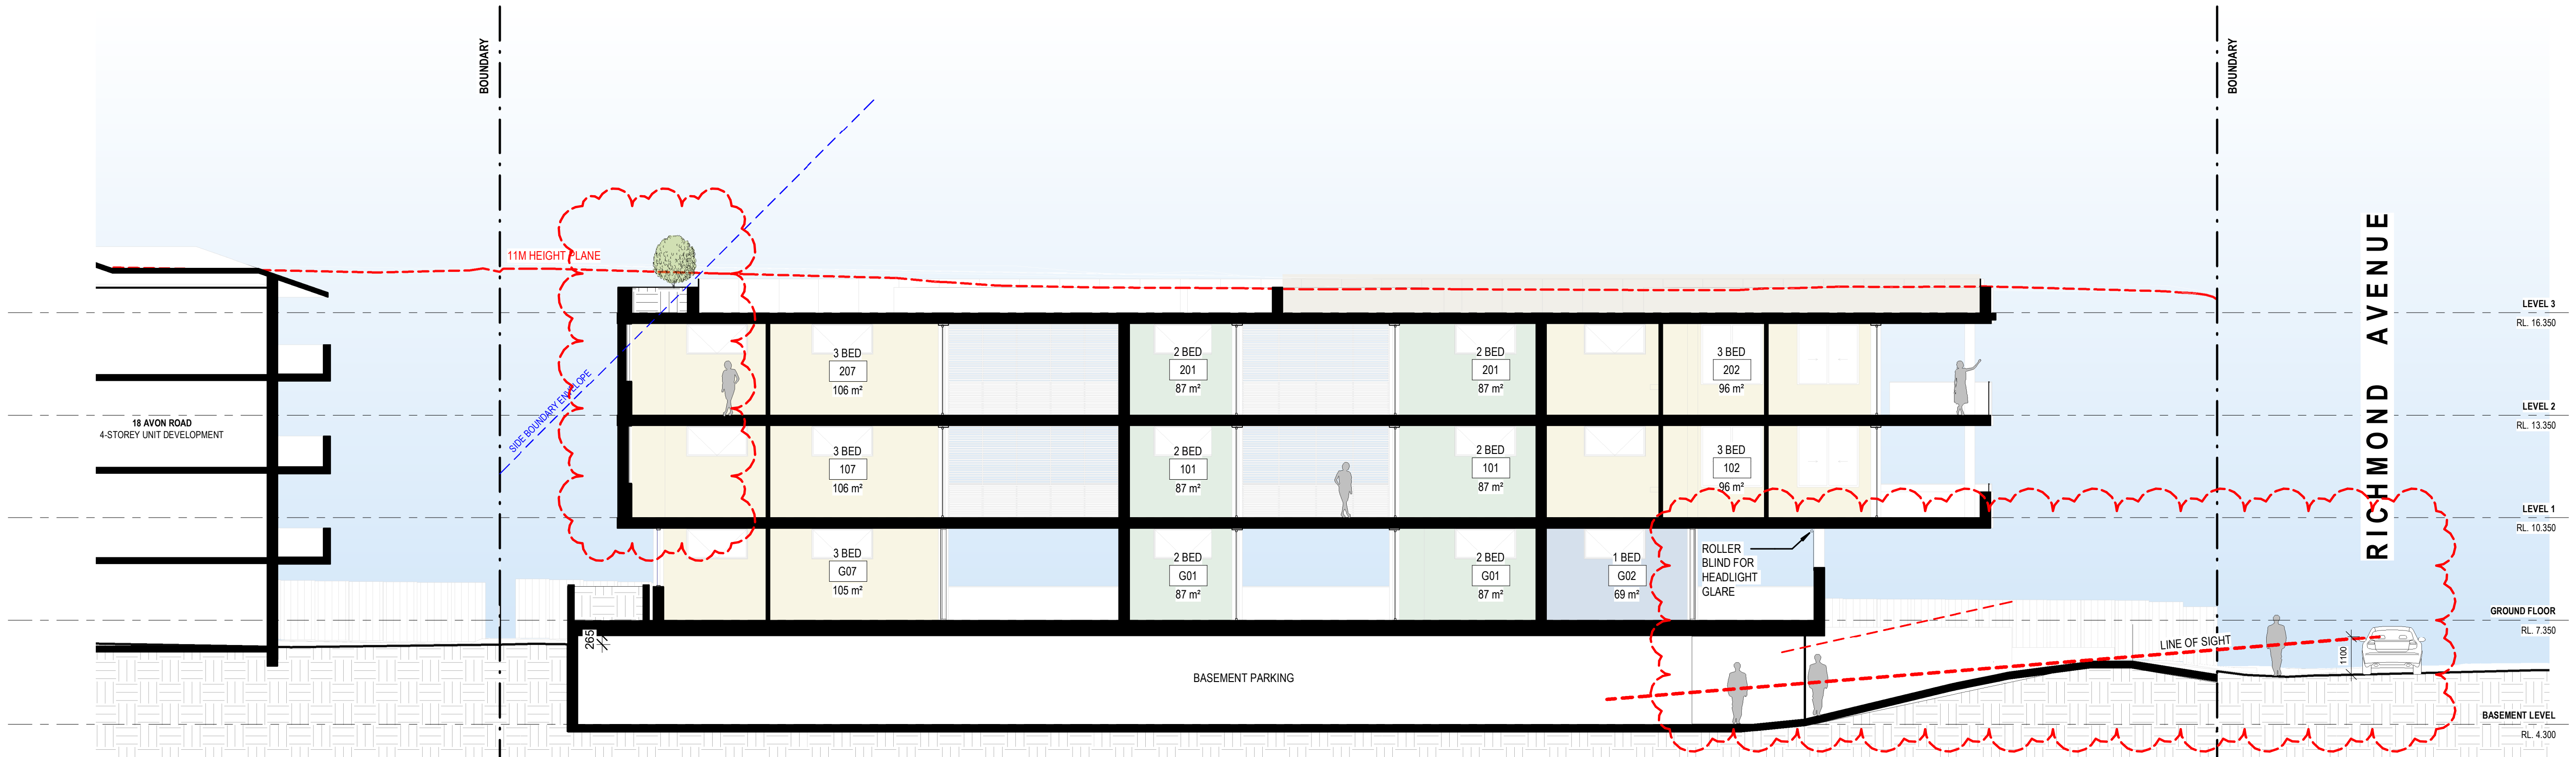 BOUNDARY
BOUNDARY
11M HEIGHT PLANE
SIDE BOUNDARY ENVELOPE
RICHMOND AVENUE
LEVEL 3
RL. 16.350
3 BED
207
106 m²
2 BED
201
87 m²
2 BED
201
87 m²
3 BED
202
96 m²
LEVEL 2
RL. 13.350
18 AVON ROAD
4-STOREY UNIT DEVELOPMENT
3 BED
107
106 m²
2 BED
101
87 m²
2 BED
101
87 m²
3 BED
102
96 m²
LEVEL 1
RL. 10.350
3 BED
G07
105 m²
2 BED
G01
87 m²
2 BED
G01
87 m²
1 BED
G02
69 m²
ROLLER
BLIND FOR
HEADLIGHT
GLARE
GROUND FLOOR
RL. 7.350
265
LINE OF SIGHT
1100
BASEMENT PARKING
BASEMENT LEVEL
RL. 4.300